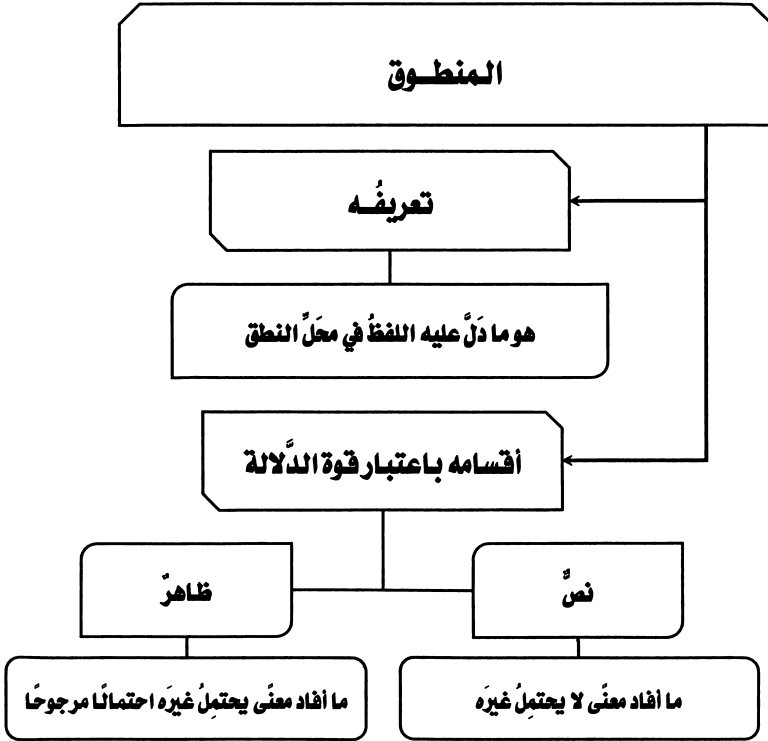 المنطوق
تعريفُه
هو ما دَلَّ عليه اللفظُ في محَلِّ النطق
أقسامه باعتبار قوة الدَّلالة
نصٌّ
ظاهرٌ
ما أفاد معنًى لا يحتمِلُ غيرَه
ما أفاد معنًى يحتمِلُ غيرَه احتمالًا مرجوحًا